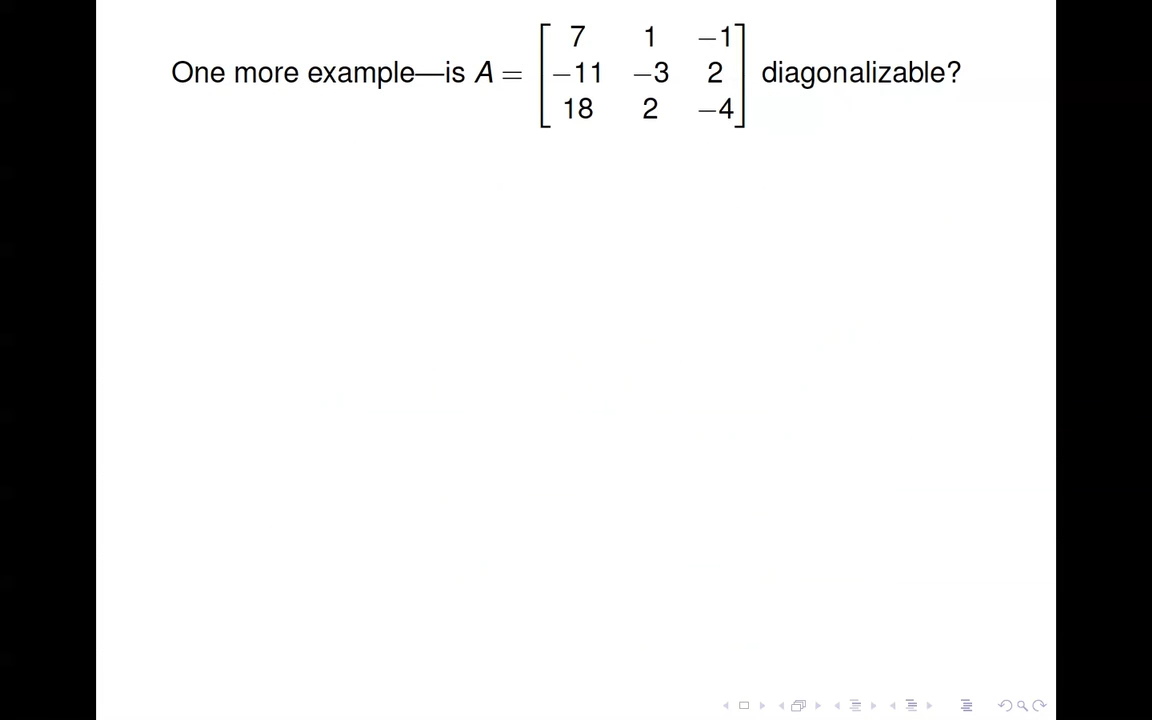 One more example—is A = [7 1 −1; −11 −3 2; 18 2 −4] diagonalizable?